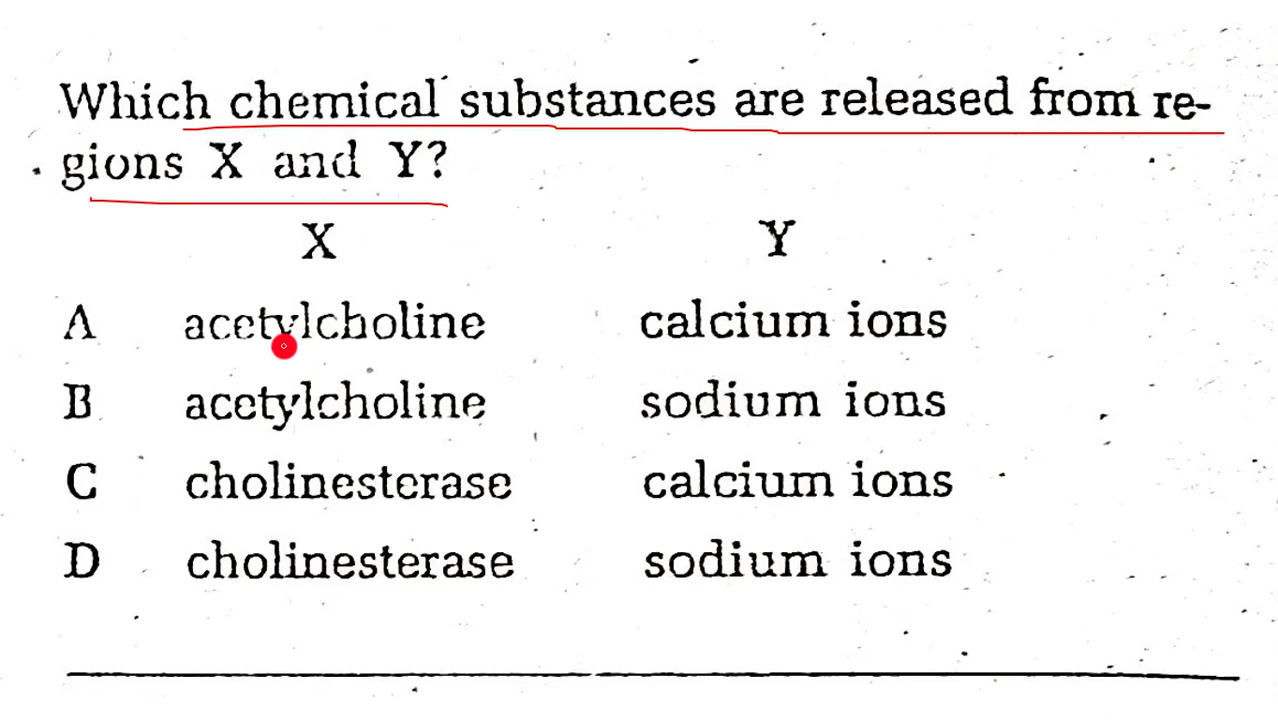 Which chemical substances are released from re-
gions X and Y?
X Y
A acetylcholine calcium ions
B acetylcholine sodium ions
C cholinesterase calcium ions
D cholinesterase sodium ions